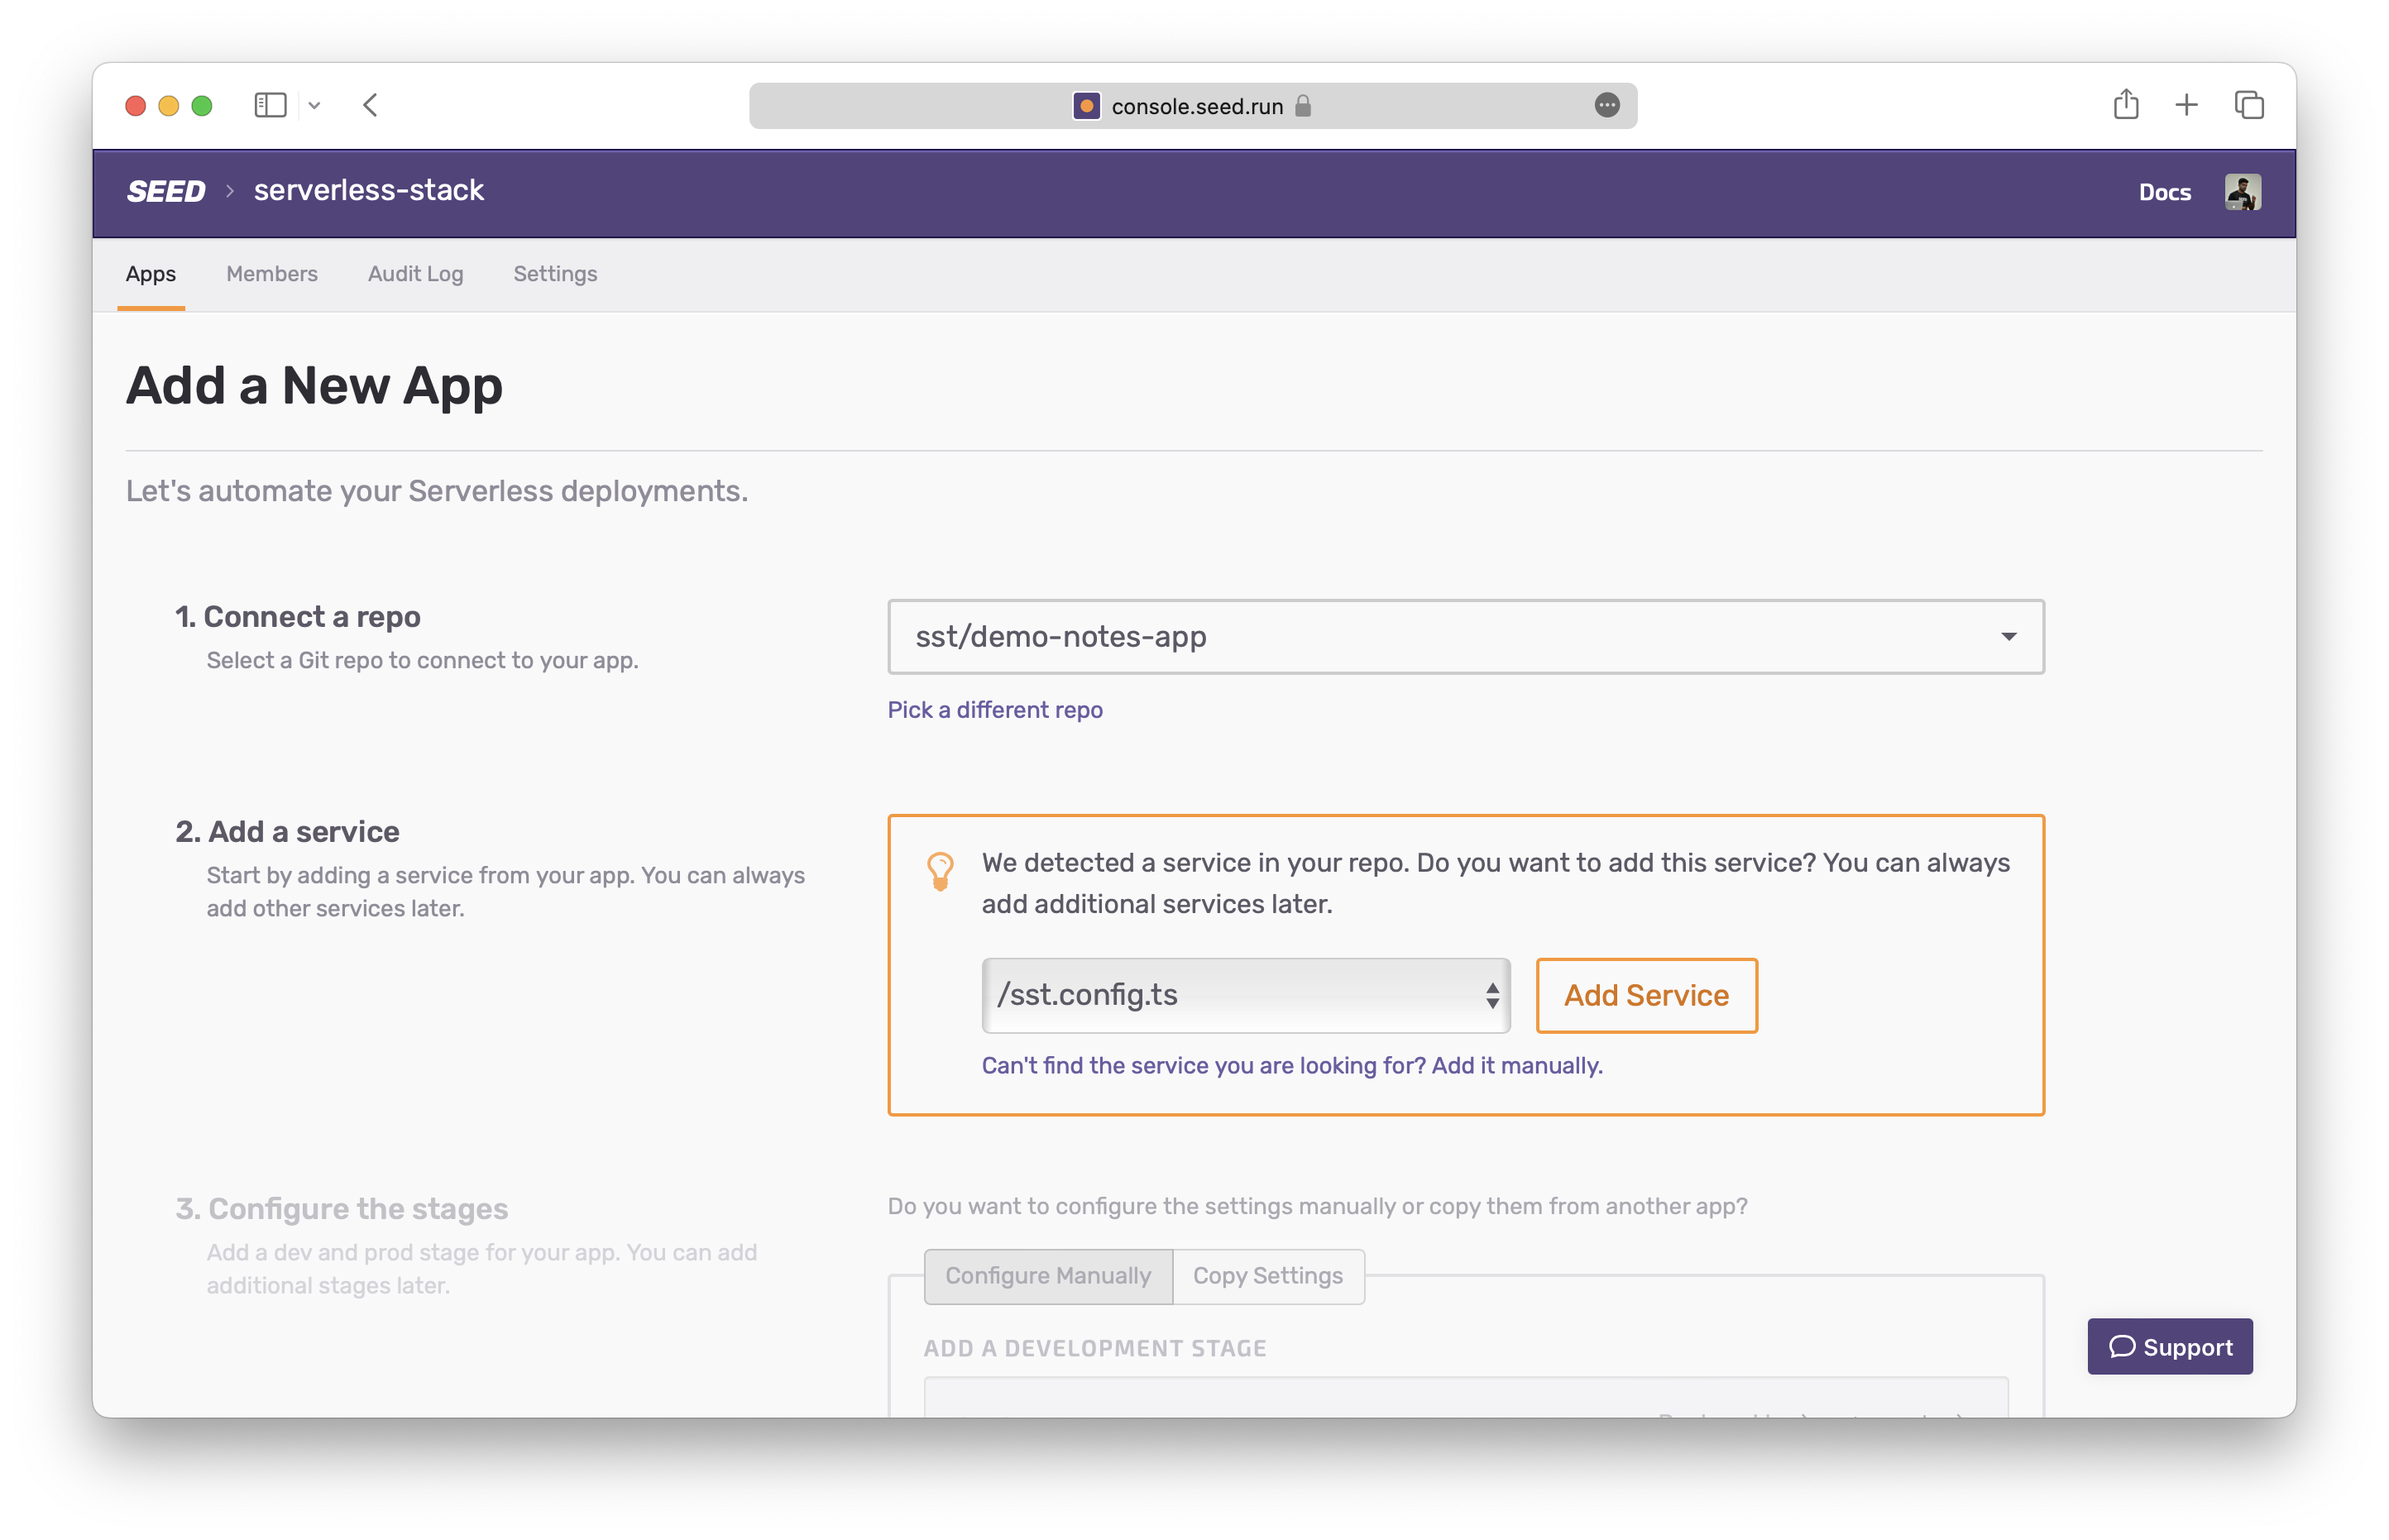 console.seed.run
SEED > serverless-stack
Docs
Apps
Members
Audit Log
Settings
Add a New App
Let's automate your Serverless deployments.
1. Connect a repo
Select a Git repo to connect to your app.
sst/demo-notes-app
Pick a different repo
2. Add a service
Start by adding a service from your app. You can always
add other services later.
We detected a service in your repo. Do you want to add this service? You can always
add additional services later.
/sst.config.ts
Add Service
Can't find the service you are looking for? Add it manually.
3. Configure the stages
Add a dev and prod stage for your app. You can add
additional stages later.
Do you want to configure the settings manually or copy them from another app?
Configure Manually
Copy Settings
ADD A DEVELOPMENT STAGE
Support